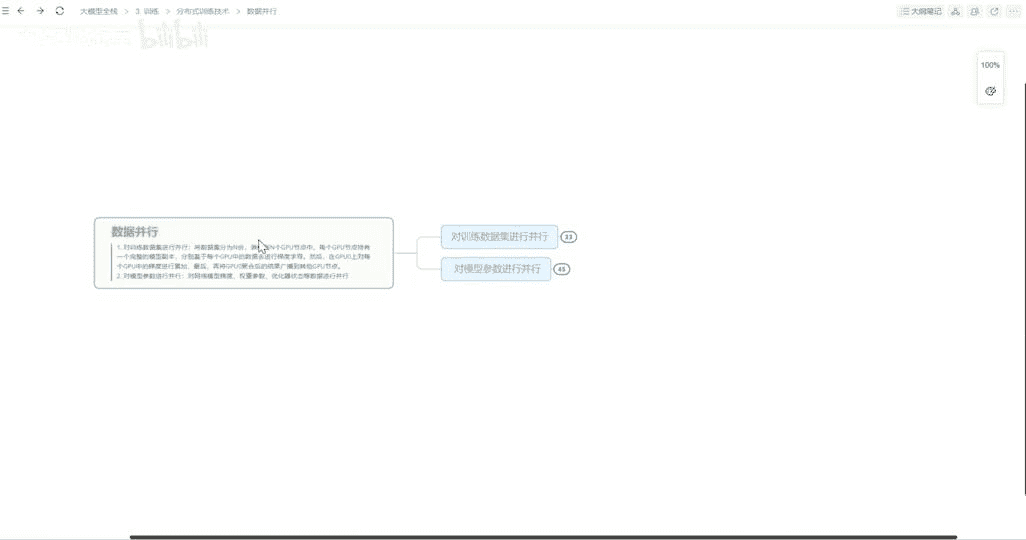 大模型全栈 > 3. 训练 > 分布式训练技术 > 数据并行
大纲笔记
bilibili
100%
数据并行
1. 对训练数据集进行并行：将数据集分为N份，N个GPU节点中，每个GPU节点持有
一个完整的模型副本，分别基于每个GPU中的数据去进行梯度求导。然后，在GPU0上对每
个GPU中的梯度进行累加，最后，再将GPU0聚合后的结果广播到其他GPU节点。
2. 对模型参数进行并行：对网络模型梯度、权重参数、优化器状态等数据进行并行
对训练数据集进行并行
33
对模型参数进行并行
45